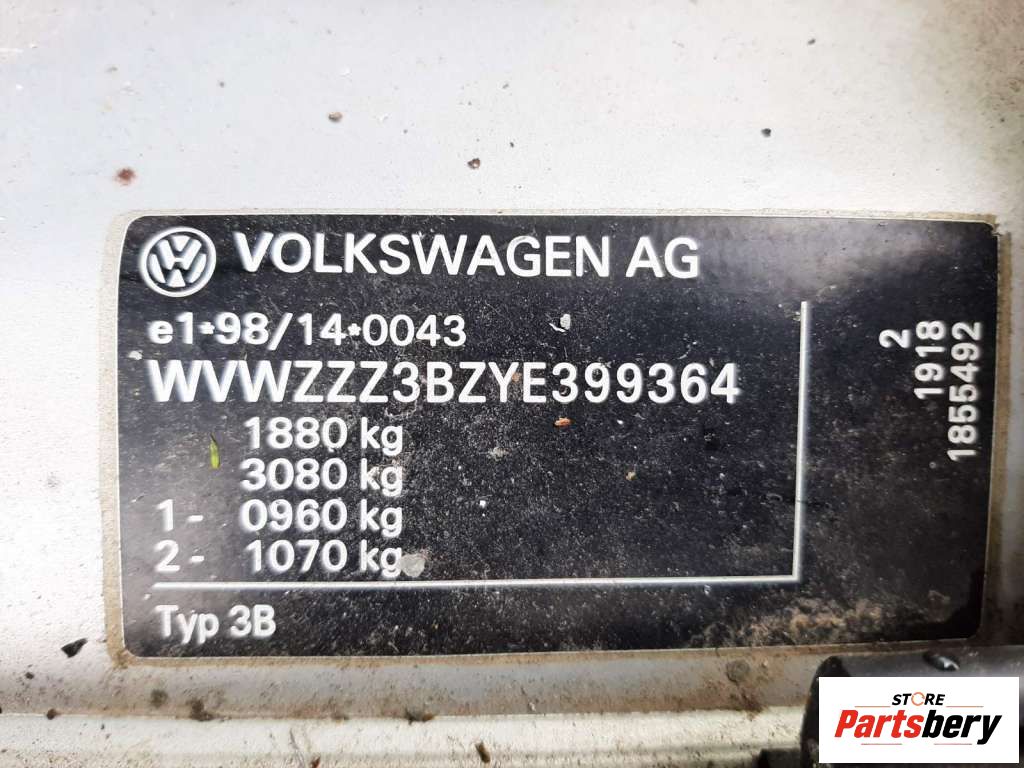 VOLKSWAGEN AG
e1*98/14*0043
WVWZZZ3BZYE399364
1880 kg
3080 kg
1- 0960 kg
2- 1070 kg
Typ 3B
2
1918
1855492
STORE
Partsbery